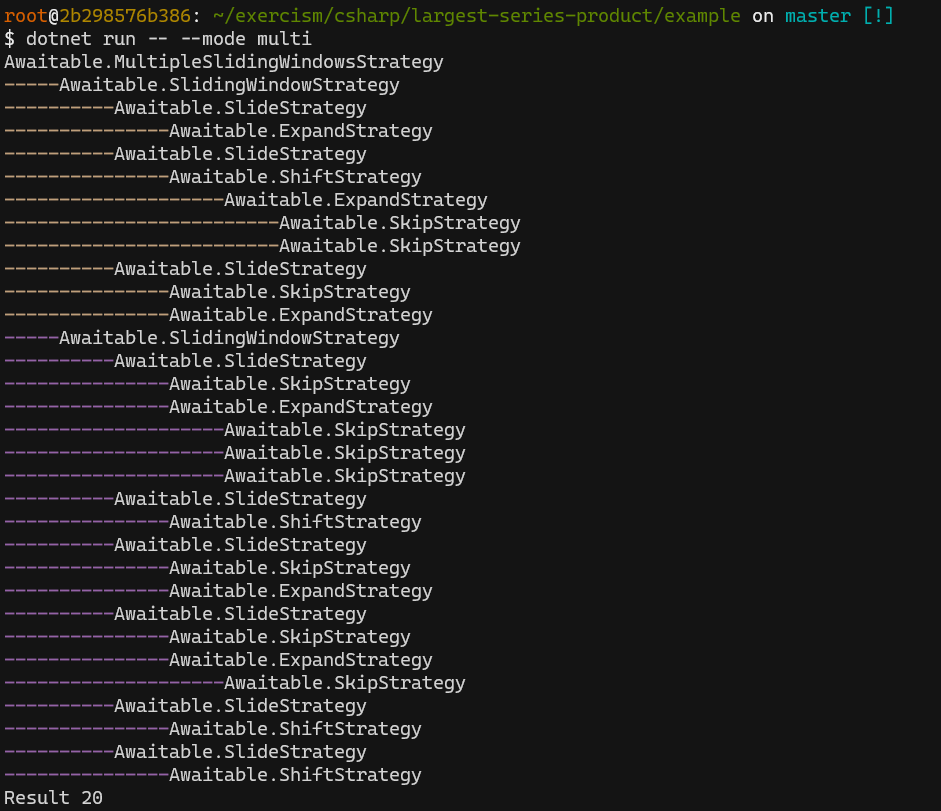 root@2b298576b386: ~/exercism/csharp/largest-series-product/example on master [!]
$ dotnet run -- --mode multi
Awaitable.MultipleSlidingWindowsStrategy
-----Awaitable.SlidingWindowStrategy
----------Awaitable.SlideStrategy
---------------Awaitable.ExpandStrategy
----------Awaitable.SlideStrategy
---------------Awaitable.ShiftStrategy
--------------------Awaitable.ExpandStrategy
-------------------------Awaitable.SkipStrategy
-------------------------Awaitable.SkipStrategy
----------Awaitable.SlideStrategy
---------------Awaitable.SkipStrategy
---------------Awaitable.ExpandStrategy
-----Awaitable.SlidingWindowStrategy
----------Awaitable.SlideStrategy
---------------Awaitable.SkipStrategy
---------------Awaitable.ExpandStrategy
--------------------Awaitable.SkipStrategy
--------------------Awaitable.SkipStrategy
--------------------Awaitable.SkipStrategy
----------Awaitable.SlideStrategy
---------------Awaitable.ShiftStrategy
----------Awaitable.SlideStrategy
---------------Awaitable.SkipStrategy
---------------Awaitable.ExpandStrategy
----------Awaitable.SlideStrategy
---------------Awaitable.SkipStrategy
---------------Awaitable.ExpandStrategy
--------------------Awaitable.SkipStrategy
----------Awaitable.SlideStrategy
---------------Awaitable.ShiftStrategy
----------Awaitable.SlideStrategy
---------------Awaitable.ShiftStrategy
Result 20